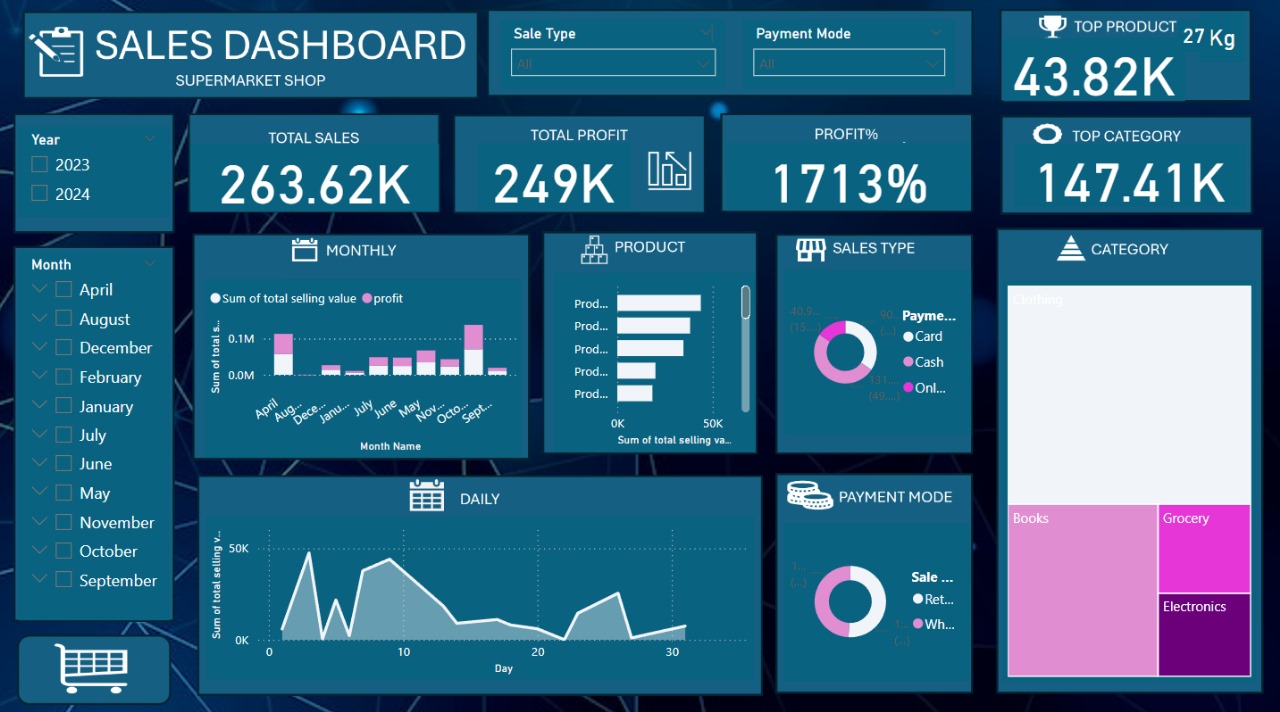 SALES DASHBOARD
SUPERMARKET SHOP
Sale Type
All
Payment Mode
All
TOP PRODUCT
27 Kg
43.82K
Year
2023
2024
TOTAL SALES
263.62K
TOTAL PROFIT
249K
PROFIT%
1713%
TOP CATEGORY
147.41K
Month
April
August
December
February
January
July
June
May
November
October
September
MONTHLY
Sum of total selling value
profit
Sum of total s...
0.1M
0.0M
April
Aug...
Dece...
Janu...
July
June
May
Nov...
Octo...
Sept...
Month Name
PRODUCT
Prod...
Prod...
Prod...
Prod...
Prod...
0K
50K
Sum of total selling va...
SALES TYPE
40.9...
(15....)
90....
(...)
131....
(49....)
Payme...
Card
Cash
Onl...
CATEGORY
Clothing
Books
Grocery
Electronics
DAILY
Sum of total selling v...
50K
0K
0
10
20
30
Day
PAYMENT MODE
1...
(...)
1...
(...)
Sale ...
Ret...
Wh...